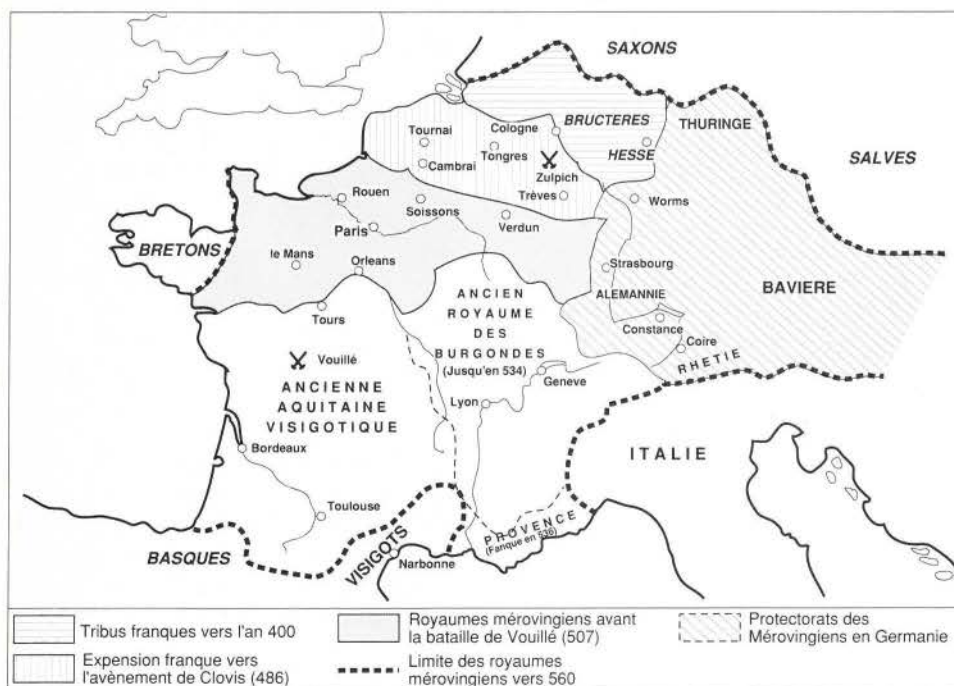 SAXONS
BRUCTERES
THURINGE
HESSE
SALVES
Cologne
Tournai
Tongres
Cambrai
Zulpich
Trèves
Worms
Rouen
Soissons
Verdun
Paris
BRETONS
le Mans
Orleans
Strasbourg
ALEMANNIE
BAVIERE
Constance
Coire
RHETIE
Tours
ANCIEN
ROYAUME
DES
BURGONDES
(Jusqu'en 534)
Geneve
Lyon
Vouillé
ANCIENNE
AQUITAINE
VISIGOTIQUE
Bordeaux
Toulouse
ITALIE
PROVENCE
(Fanque en 536)
BASQUES
VISIGOTS
Narbonne
Tribus franques vers l'an 400
Expension franque vers
l'avènement de Clovis (486)
Royaumes mérovingiens avant
la bataille de Vouillé (507)
Limite des royaumes
mérovingiens vers 560
Protectorats des
Mérovingiens en Germanie